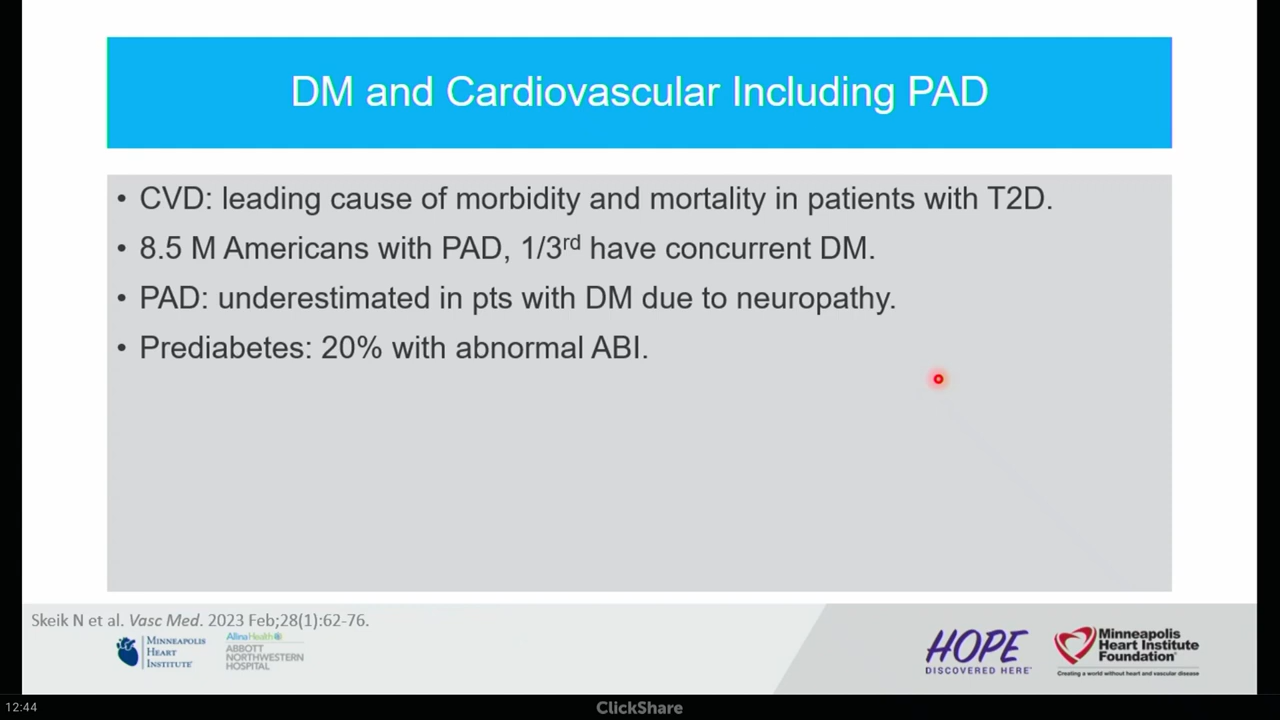 DM and Cardiovascular Including PAD
• CVD: leading cause of morbidity and mortality in patients with T2D.
• 8.5 M Americans with PAD, 1/3rd have concurrent DM.
• PAD: underestimated in pts with DM due to neuropathy.
• Prediabetes: 20% with abnormal ABI.
Skeik N et al. Vasc Med. 2023 Feb;28(1):62-76.
MINNEAPOLIS
HEART
INSTITUTE
Allina Health
ABBOTT
NORTHWESTERN
HOSPITAL
HOPE
DISCOVERED HERE
Minneapolis
Heart Institute
Foundation
Creating a world without heart and vascular disease
12:44
ClickShare